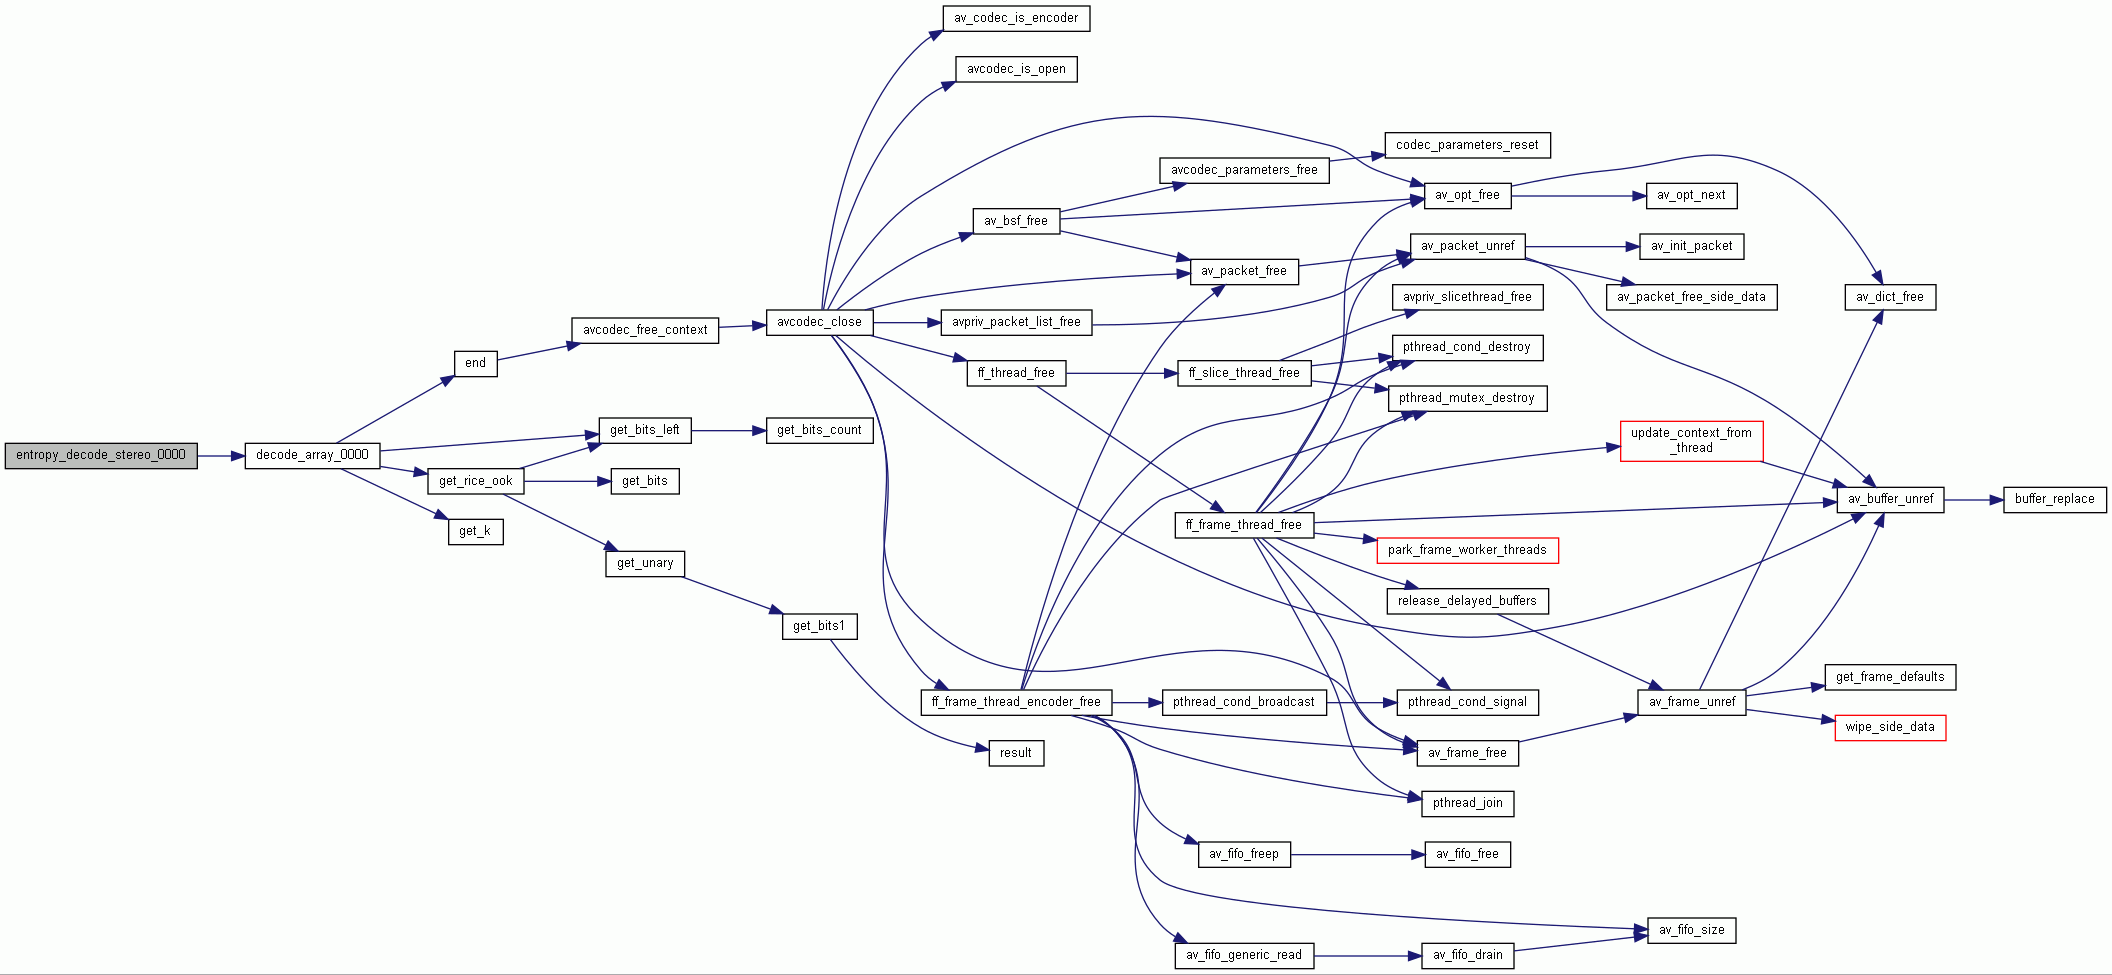 av_codec_is_encoder
avcodec_is_open
codec_parameters_reset
avcodec_parameters_free
av_opt_free
av_opt_next
av_bsf_free
av_packet_unref
av_init_packet
av_packet_free
avpriv_slicethread_free
av_packet_free_side_data
av_dict_free
avcodec_free_context
avcodec_close
avpriv_packet_list_free
pthread_cond_destroy
end
ff_thread_free
ff_slice_thread_free
pthread_mutex_destroy
get_bits_left
get_bits_count
update_context_from
_thread
entropy_decode_stereo_0000
decode_array_0000
get_rice_ook
get_bits
av_buffer_unref
buffer_replace
get_k
ff_frame_thread_free
park_frame_worker_threads
get_unary
release_delayed_buffers
get_bits1
get_frame_defaults
ff_frame_thread_encoder_free
pthread_cond_broadcast
pthread_cond_signal
av_frame_unref
wipe_side_data
result
av_frame_free
pthread_join
av_fifo_freep
av_fifo_free
av_fifo_size
av_fifo_generic_read
av_fifo_drain